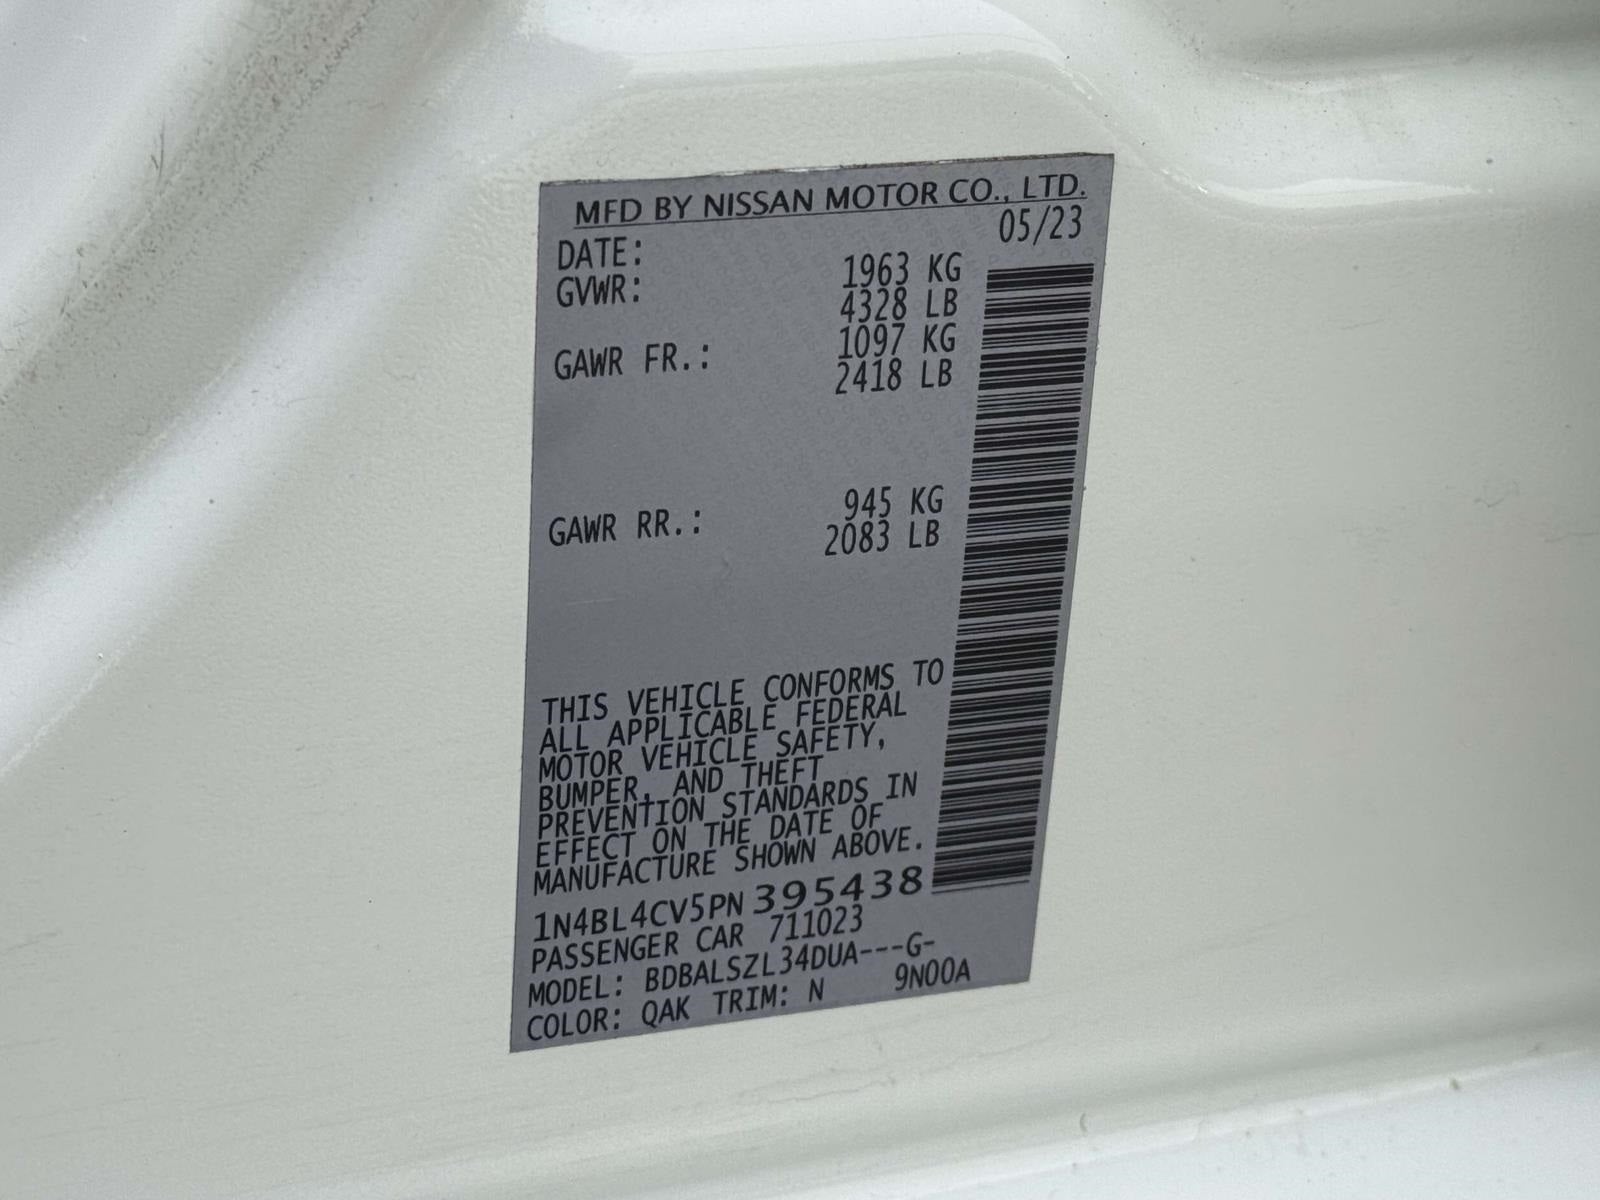 MFD BY NISSAN MOTOR CO., LTD.
DATE: 05/23
GVWR: 1963 KG
4328 LB
GAWR FR.: 1097 KG
2418 LB
GAWR RR.: 945 KG
2083 LB
THIS VEHICLE CONFORMS TO
ALL APPLICABLE FEDERAL
MOTOR VEHICLE SAFETY,
BUMPER, AND THEFT
PREVENTION STANDARDS IN
EFFECT ON THE DATE OF
MANUFACTURE SHOWN ABOVE.
1N4BL4CV5PN395438
PASSENGER CAR 711023
MODEL: BDBALSZL34DUA---G-
COLOR: QAK TRIM: N 9N00A